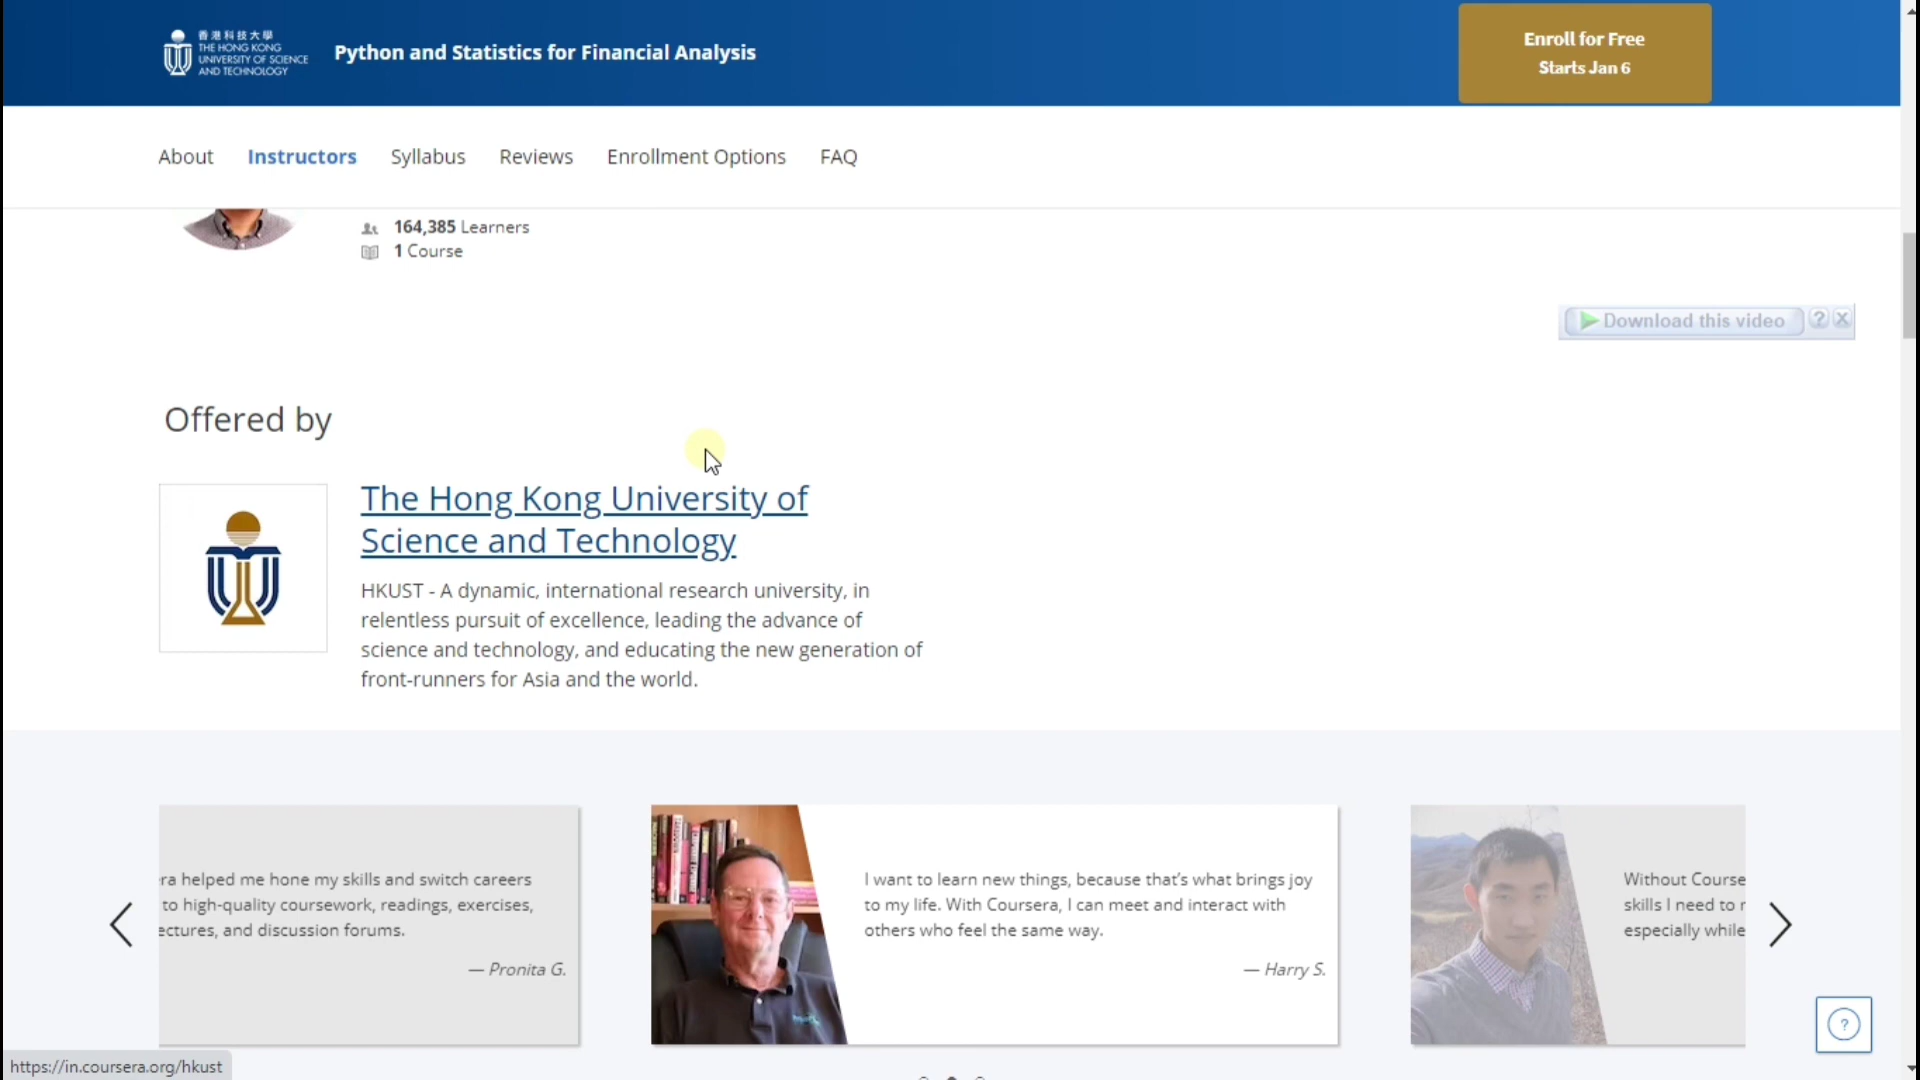 香港科技大學
THE HONG KONG
UNIVERSITY OF SCIENCE
AND TECHNOLOGY
Python and Statistics for Financial Analysis
Enroll for Free
Starts Jan 6
About Instructors Syllabus Reviews Enrollment Options FAQ
164,385 Learners
1 Course
Download this video ? X
Offered by
The Hong Kong University of
Science and Technology
HKUST - A dynamic, international research university, in
relentless pursuit of excellence, leading the advance of
science and technology, and educating the new generation of
front-runners for Asia and the world.
ra helped me hone my skills and switch careers
to high-quality coursework, readings, exercises,
ectures, and discussion forums.
— Pronita G.
I want to learn new things, because that's what brings joy
to my life. With Coursera, I can meet and interact with
others who feel the same way.
— Harry S.
Without Course
skills I need to r
especially while
?
https://in.coursera.org/hkust